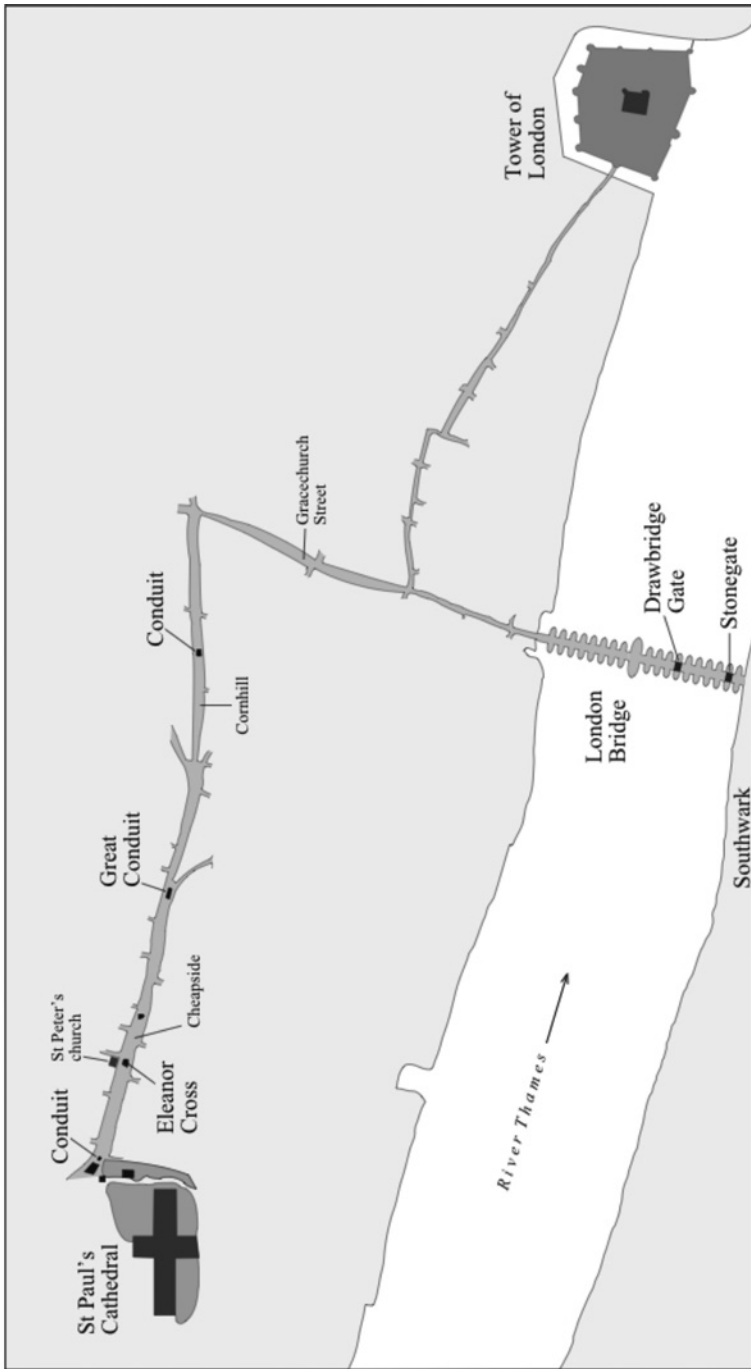 St Paul's
Cathedral
Conduit
St Peter's
church
Eleanor
Cross
Cheapside
Great
Conduit
Cornhill
Conduit
Gracechurch
Street
Tower of
London
London
Bridge
Drawbridge
Gate
Stonegate
River Thames
Southwark